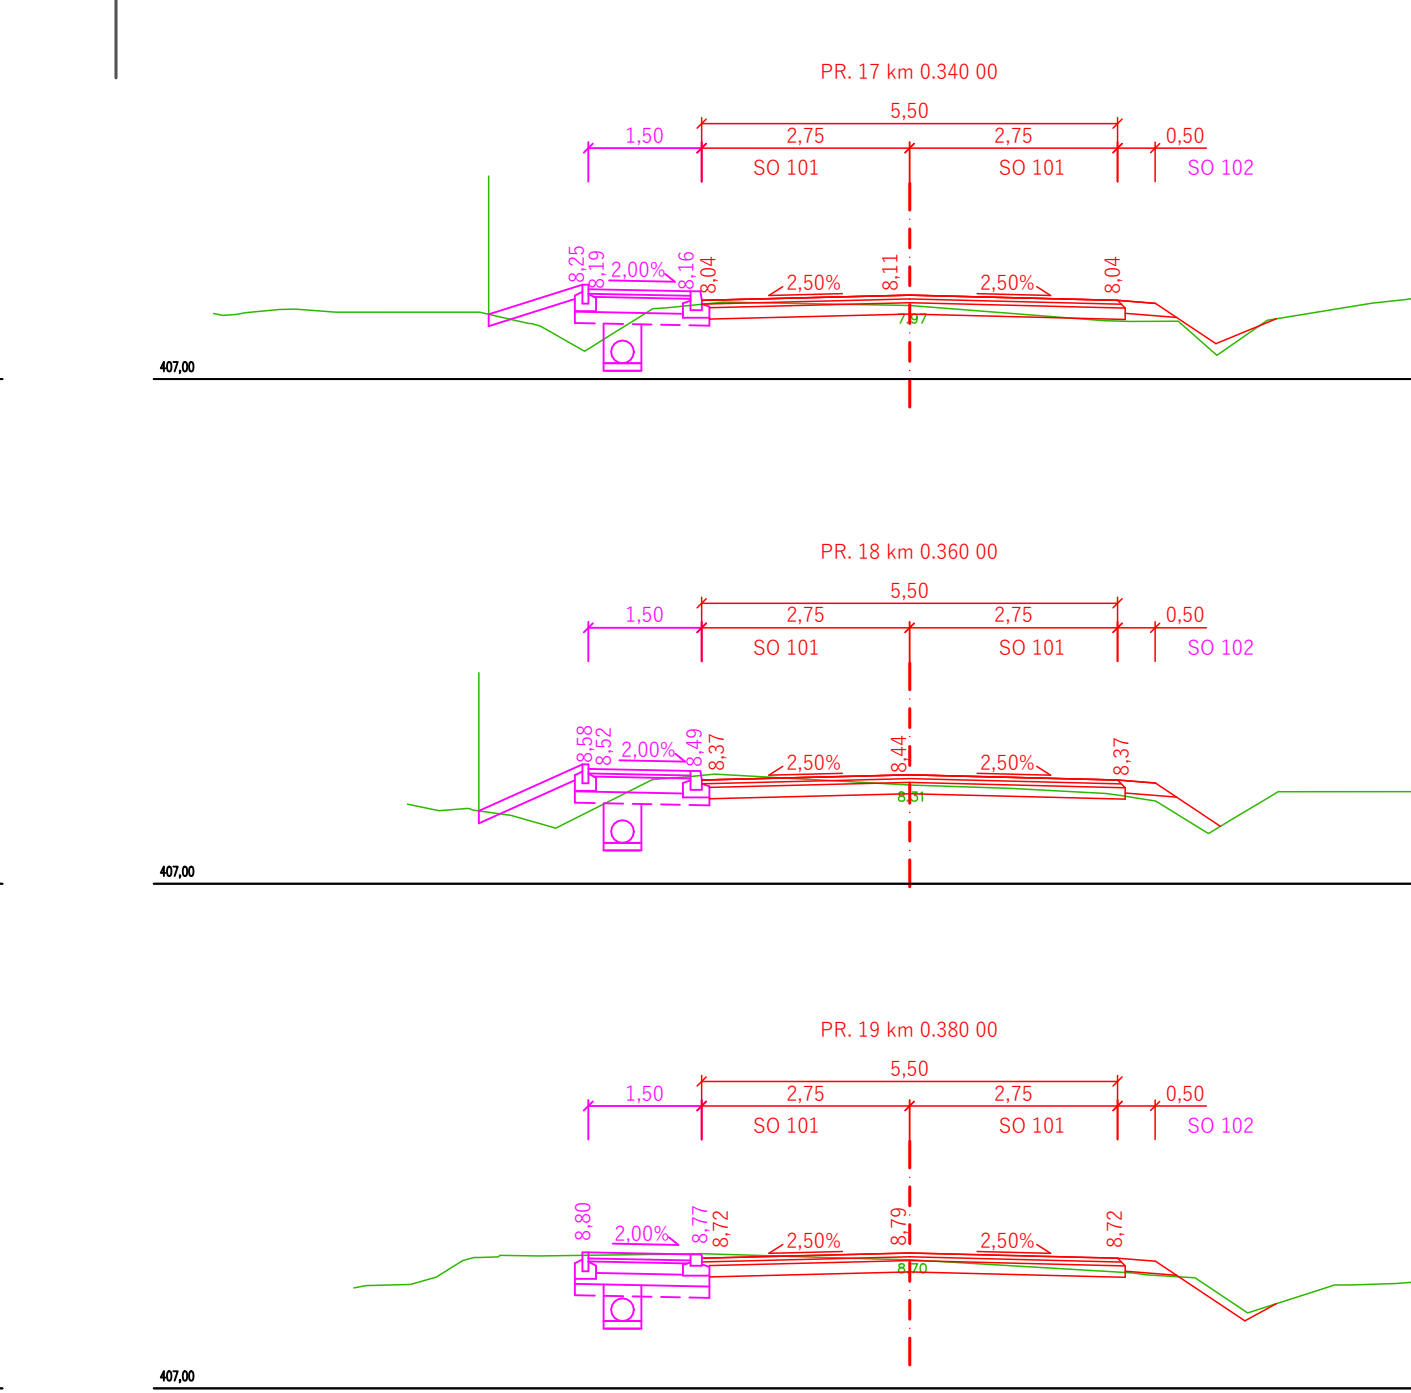 PR. 17 km 0.340 00
5,50
1,50 2,75 2,75 0,50
SO 101 SO 101 SO 102
8,25 8,19 2,00% 8,16 8,04 2,50% 8,11 2,50% 8,04
7.97
407,00
PR. 18 km 0.360 00
5,50
1,50 2,75 2,75 0,50
SO 101 SO 101 SO 102
8,58 8,52 2,00% 8,49 8,37 2,50% 8,44 2,50% 8,37
8.31
407,00
PR. 19 km 0.380 00
5,50
1,50 2,75 2,75 0,50
SO 101 SO 101 SO 102
8,80 2,00% 8,77 8,72 2,50% 8,79 2,50% 8,72
8.70
407,00